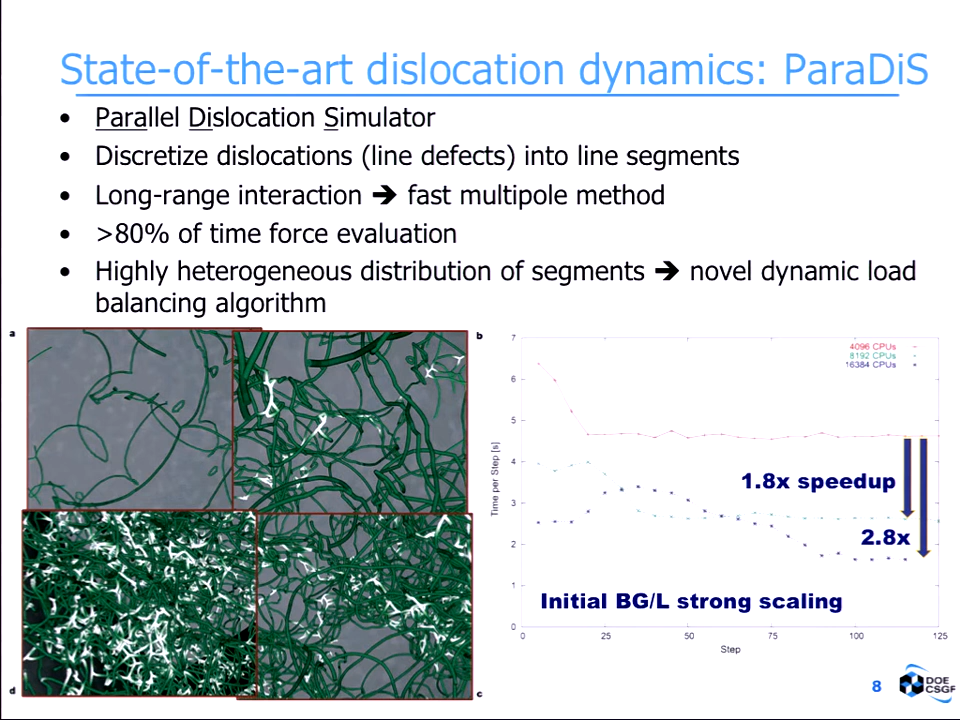 State-of-the-art dislocation dynamics: ParaDiS
• Parallel Dislocation Simulator
• Discretize dislocations (line defects) into line segments
• Long-range interaction ➔ fast multipole method
• >80% of time force evaluation
• Highly heterogeneous distribution of segments ➔ novel dynamic load
balancing algorithm
a
b
d
c
7
6
5
4
3
2
1
0
Time per Step [s]
4096 CPUs
8192 CPUs
16384 CPUs
1.8x speedup
2.8x
Initial BG/L strong scaling
0 25 50 75 100 125
Step
8
DOE
CSGF